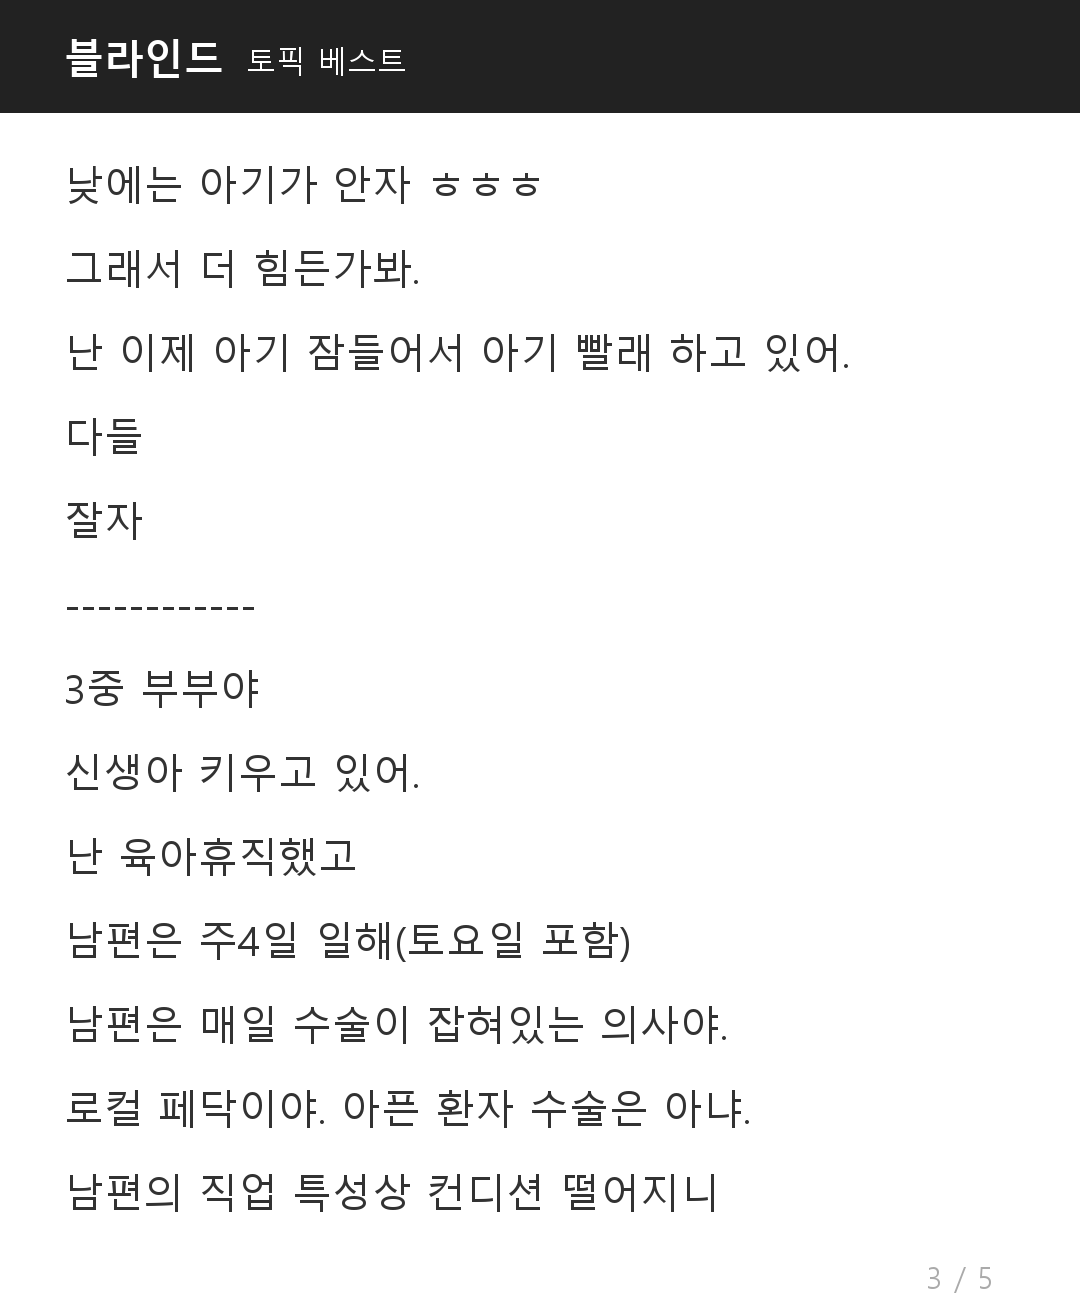 블라인드 토픽 베스트
낮에는 아기가 안자 ㅎㅎㅎ
그래서 더 힘든가봐.
난 이제 아기 잠들어서 아기 빨래 하고 있어.
다들
잘자
------------
3중 부부야
신생아 키우고 있어.
난 육아휴직했고
남편은 주4일 일해(토요일 포함)
남편은 매일 수술이 잡혀있는 의사야.
로컬 페닥이야. 아픈 환자 수술은 아냐.
남편의 직업 특성상 컨디션 떨어지니
3 / 5